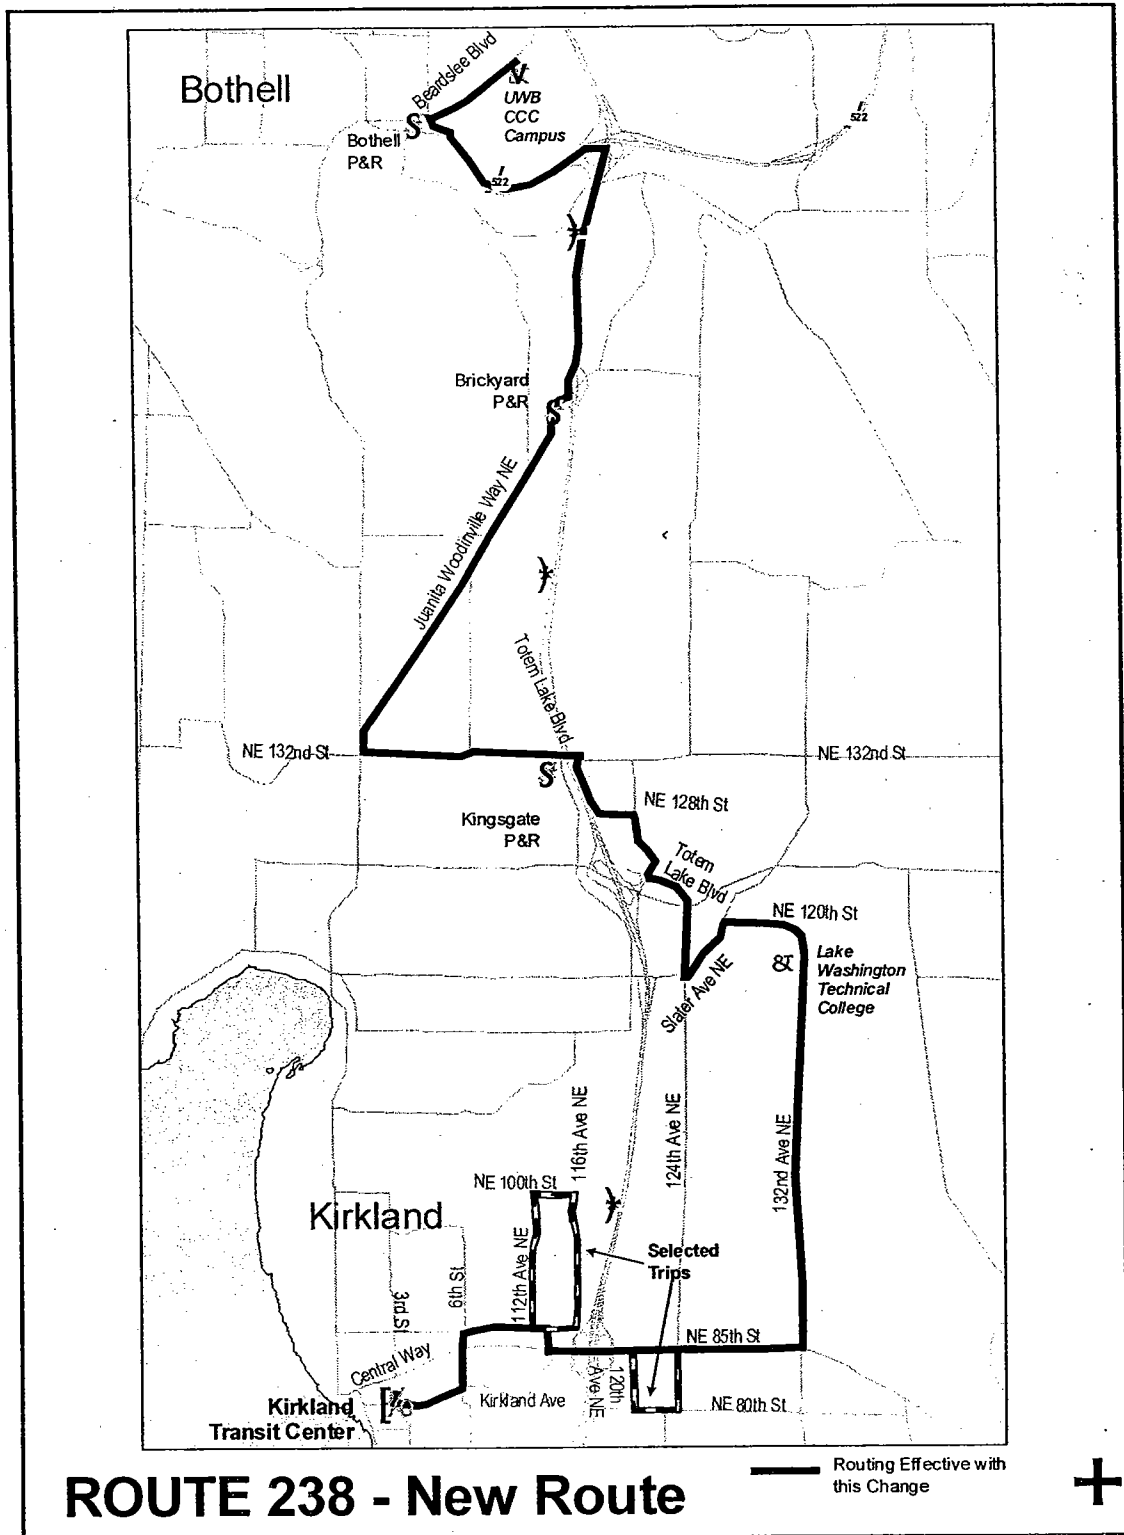 Bothell
Beardslee Blvd
UWB
CCC
Campus
Bothell
P&R
522
522
Brickyard
P&R
Juanita Woodinville Way NE
Totem Lake Blvd
NE 132nd St
NE 132nd St
Kingsgate
P&R
NE 128th St
Totem
Lake Blvd
NE 120th St
Lake
Washington
Technical
College
Slater Ave NE
116th Ave NE
124th Ave NE
132nd Ave NE
NE 100th St
Kirkland
112th Ave NE
6th St
3rd St
Selected
Trips
NE 85th St
Central Way
Kirkland Ave
120th
Ave NE
NE 80th St
Kirkland
Transit Center
ROUTE 238 - New Route
Routing Effective with
this Change